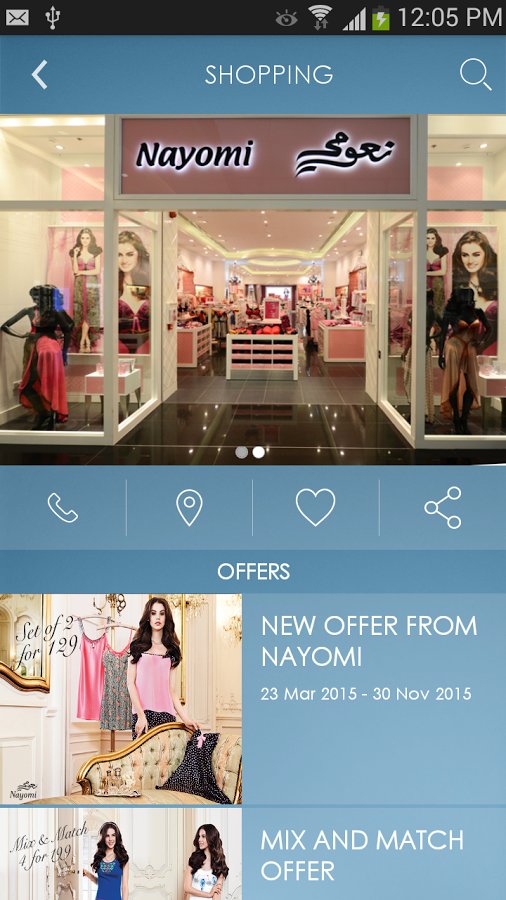 12:05 PM
SHOPPING
Nayomi نعومي
OFFERS
Set of 2
for 129
Nayomi
NEW OFFER FROM
NAYOMI
23 Mar 2015 - 30 Nov 2015
Mix & Match
4 for 199
MIX AND MATCH
OFFER